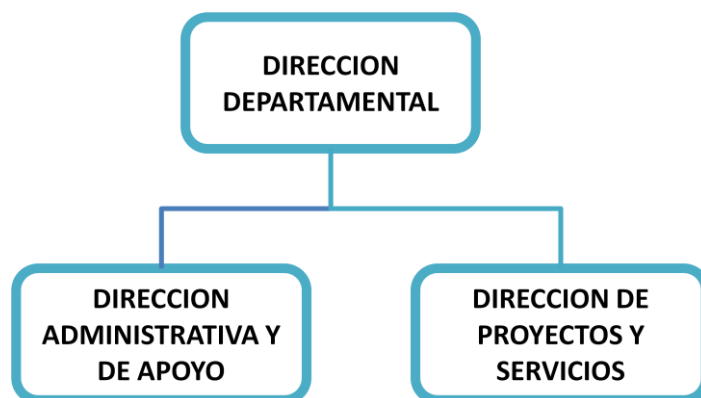 DIRECCION
DEPARTAMENTAL
DIRECCION
ADMINISTRATIVA Y
DE APOYO
DIRECCION DE
PROYECTOS Y
SERVICIOS